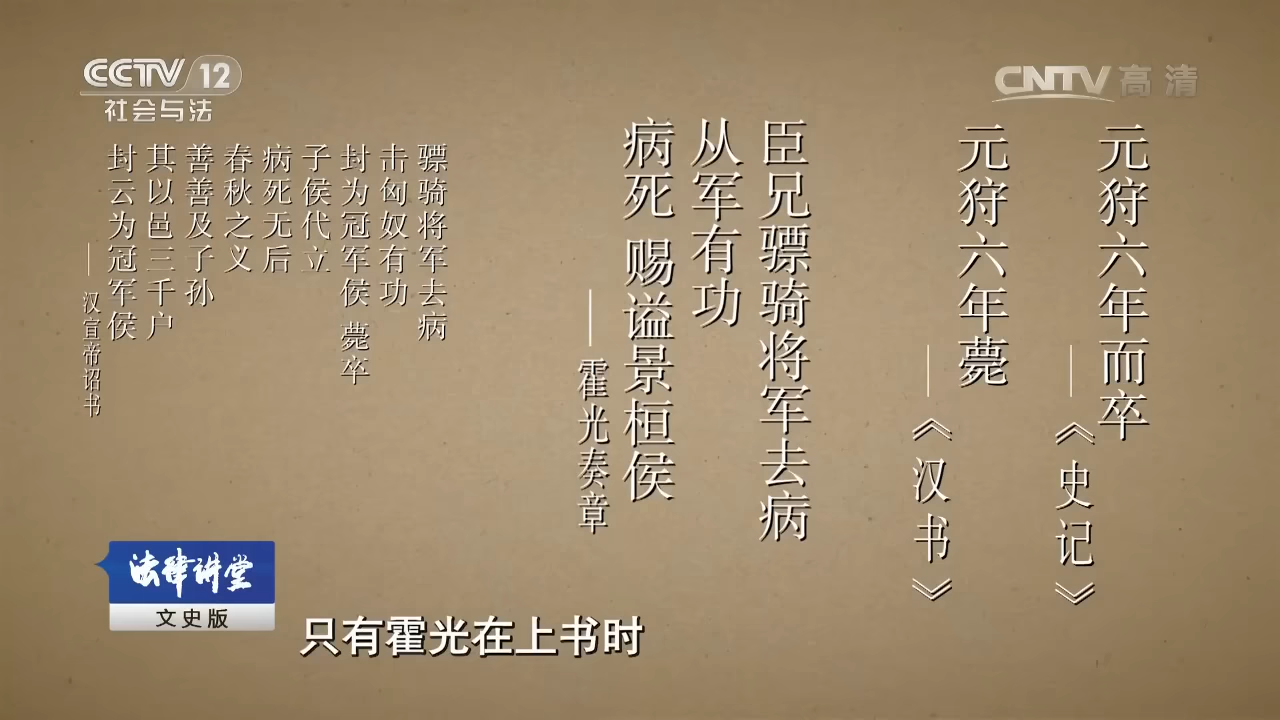 CCTV 12
社会与法
CNTV高清
元狩六年而卒
—《史记》
元狩六年薨
—《汉书》
臣兄骠骑将军去病
从军有功
病死 赐谥景桓侯
—霍光奏章
骠骑将军去病
击匈奴有功
封为冠军侯 薨卒
子侯代立
病死无后
春秋之义
善善及子孙
其以邑三千户
封云为冠军侯
—汉宣帝诏书
法律讲堂
文史版
只有霍光在上书时